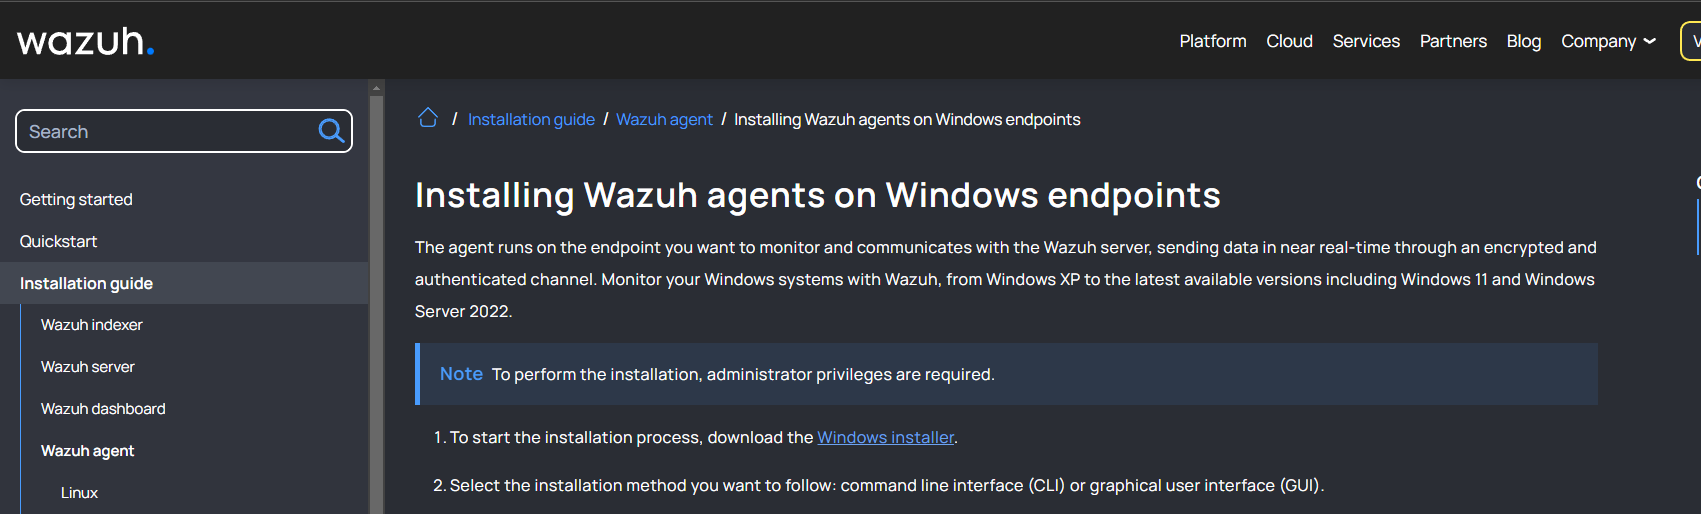 wazuh.
Platform Cloud Services Partners Blog Company
Search
Getting started
Quickstart
Installation guide
Wazuh indexer
Wazuh server
Wazuh dashboard
Wazuh agent
Linux
/ Installation guide / Wazuh agent / Installing Wazuh agents on Windows endpoints
Installing Wazuh agents on Windows endpoints
The agent runs on the endpoint you want to monitor and communicates with the Wazuh server, sending data in near real-time through an encrypted and
authenticated channel. Monitor your Windows systems with Wazuh, from Windows XP to the latest available versions including Windows 11 and Windows
Server 2022.
Note To perform the installation, administrator privileges are required.
1. To start the installation process, download the Windows installer.
2. Select the installation method you want to follow: command line interface (CLI) or graphical user interface (GUI).